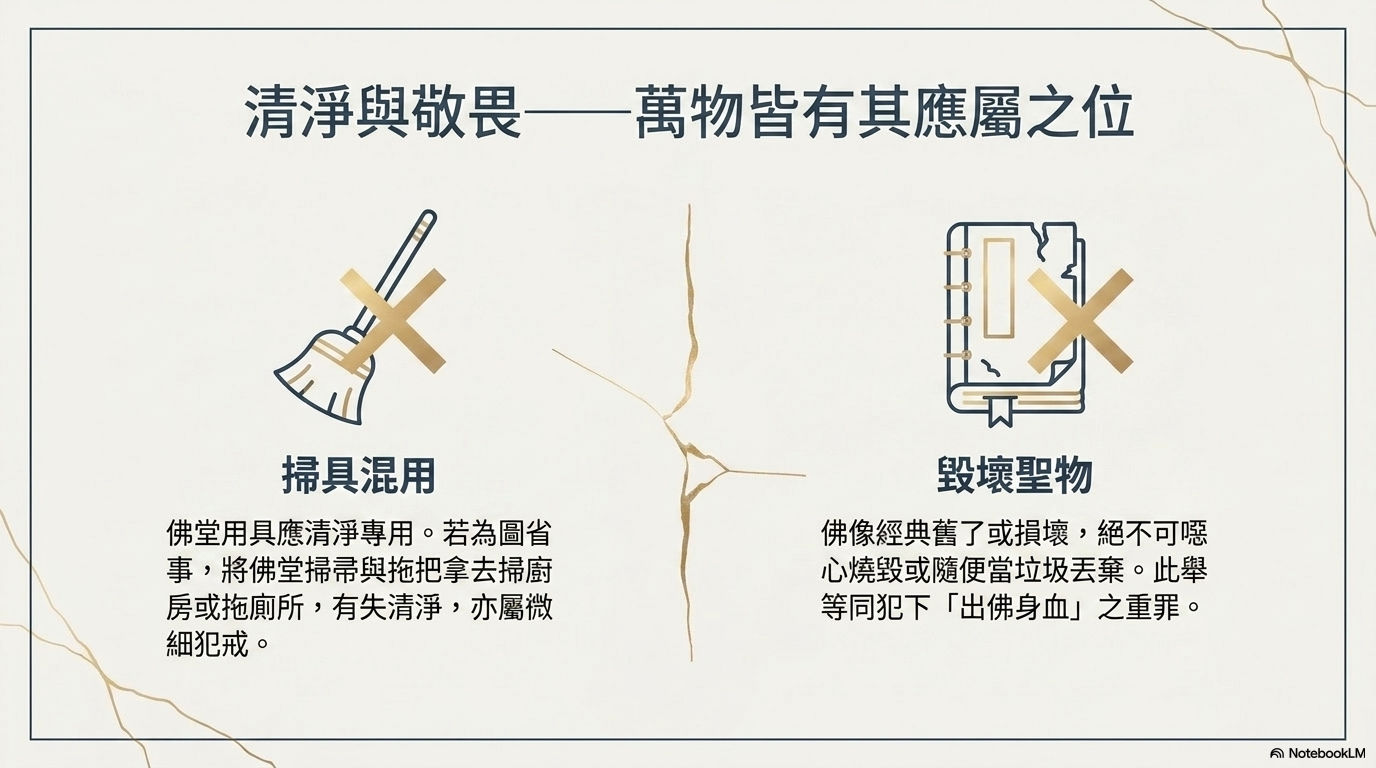 清淨與敬畏——萬物皆有其應屬之位
掃具混用
佛堂用具應清淨專用。若為圖省
事，將佛堂掃帚與拖把拿去掃廚
房或拖廁所，有失清淨，亦屬微
細犯戒。
毀壞聖物
佛像經典舊了或損壞，絕不可噁
心燒毀或隨便當垃圾丟棄。此舉
等同犯下「出佛身血」之重罪。
NotebookLM